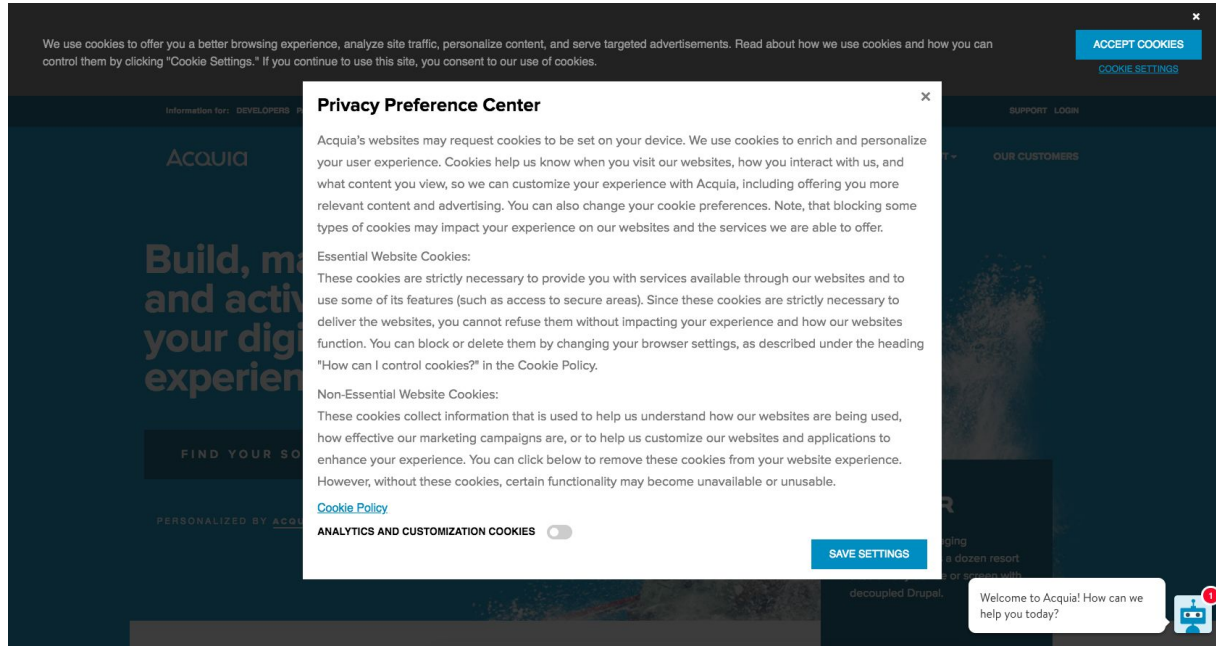 We use cookies to offer you a better browsing experience, analyze site traffic, personalize content, and serve targeted advertisements. Read about how we use cookies and how you can
control them by clicking "Cookie Settings." If you continue to use this site, you consent to our use of cookies.
×
ACCEPT COOKIES
COOKIE SETTINGS
Information for: DEVELOPERS
SUPPORT LOGIN
Acquia
OUR CUSTOMERS
Privacy Preference Center
×
Acquia's websites may request cookies to be set on your device. We use cookies to enrich and personalize
your user experience. Cookies help us know when you visit our websites, how you interact with us, and
what content you view, so we can customize your experience with Acquia, including offering you more
relevant content and advertising. You can also change your cookie preferences. Note, that blocking some
types of cookies may impact your experience on our websites and the services we are able to offer.
Essential Website Cookies:
These cookies are strictly necessary to provide you with services available through our websites and to
use some of its features (such as access to secure areas). Since these cookies are strictly necessary to
deliver the websites, you cannot refuse them without impacting your experience and how our websites
function. You can block or delete them by changing your browser settings, as described under the heading
"How can I control cookies?" in the Cookie Policy.
Non-Essential Website Cookies:
These cookies collect information that is used to help us understand how our websites are being used,
how effective our marketing campaigns are, or to help us customize our websites and applications to
enhance your experience. You can click below to remove these cookies from your website experience.
However, without these cookies, certain functionality may become unavailable or unusable.
Cookie Policy
ANALYTICS AND CUSTOMIZATION COOKIES
SAVE SETTINGS
Build, ma
and activ
your digi
experien
FIND YOUR SO
PERSONALIZED BY ACQU
R
ging
a dozen resort
e or screen with
decoupled Drupal.
Welcome to Acquia! How can we
help you today?
1